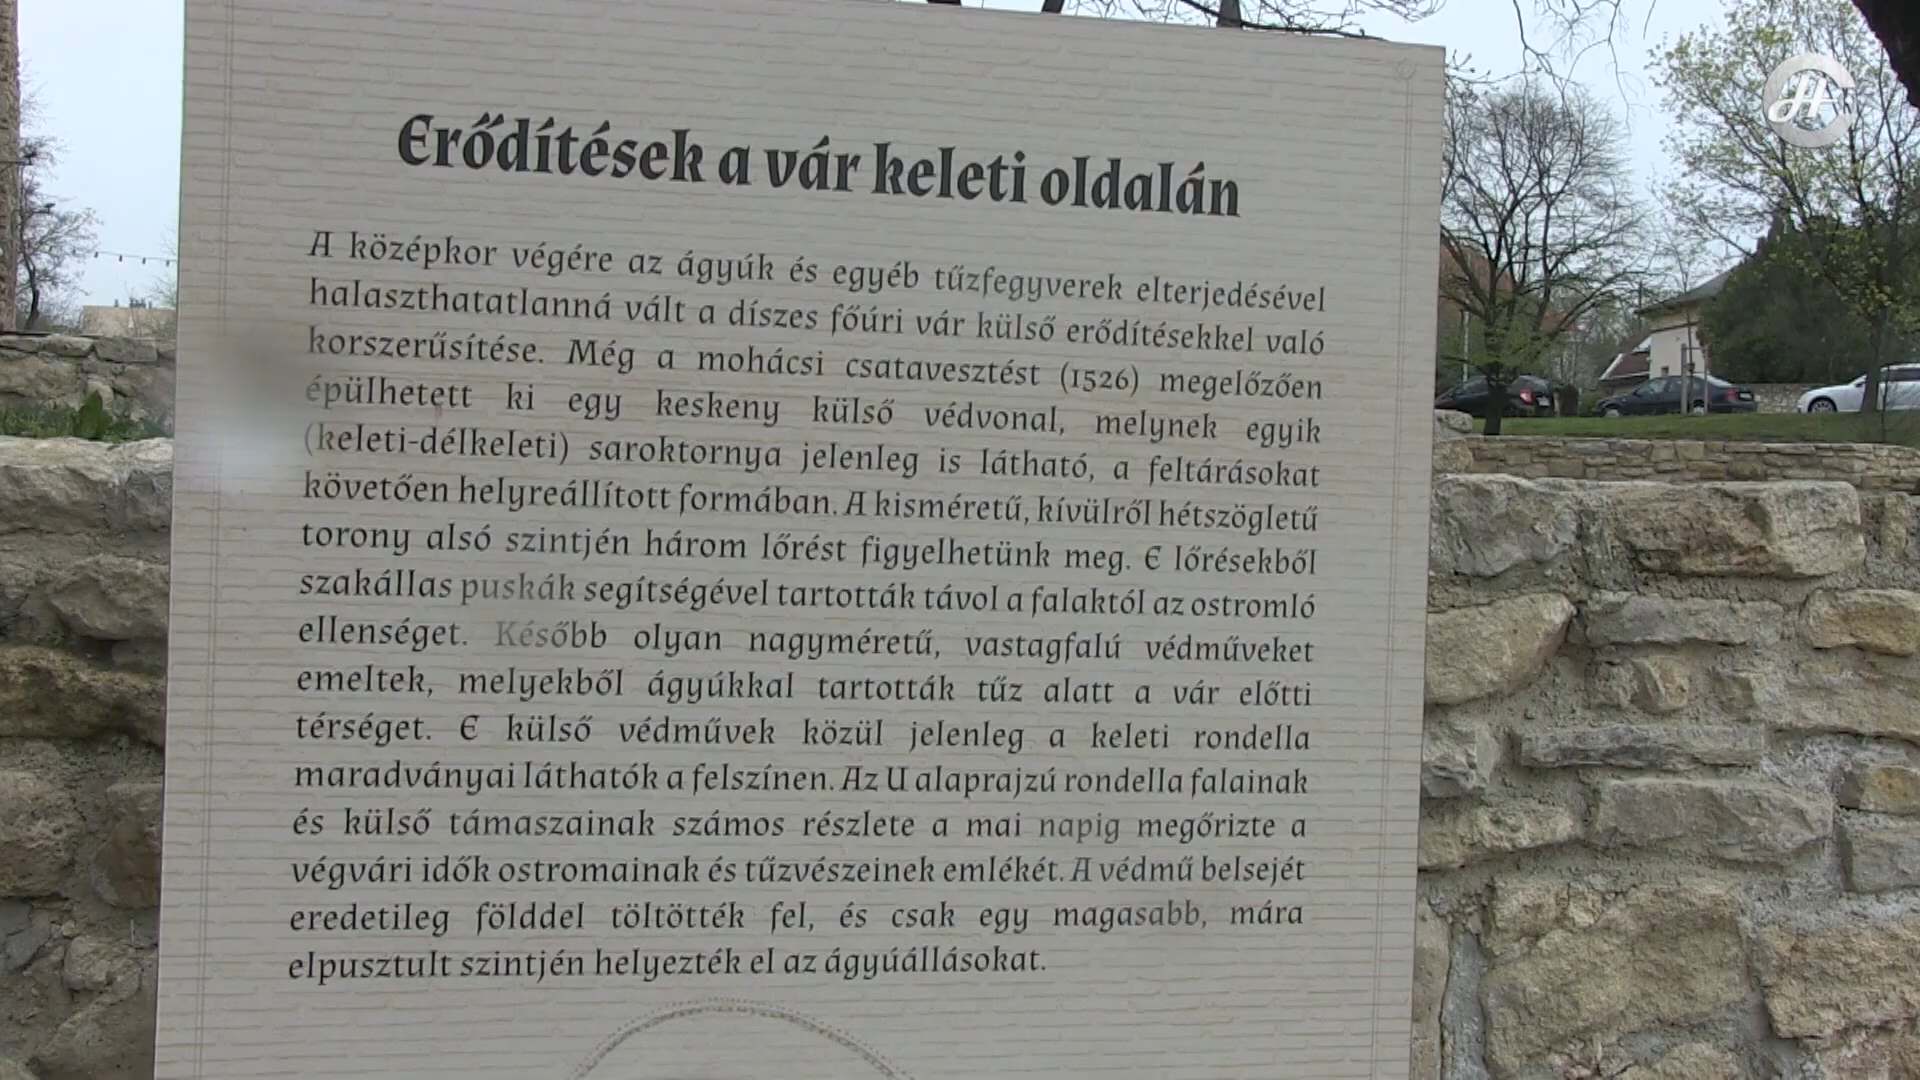 Erődítések a vár keleti oldalán
A középkor végére az ágyúk és egyéb tűzfegyverek elterjedésével
halaszthatatlanná vált a díszes főúri vár külső erődítésekkel való
korszerűsítése. Még a mohácsi csatavesztést (1526) megelőzően
épülhetett ki egy keskeny külső védvonal, melynek egyik
(keleti-délkeleti) saroktornya jelenleg is látható, a feltárásokat
követően helyreállított formában. A kisméretű, kívülről hétszögletű
torony alsó szintjén három lőrést figyelhetünk meg. E lőrésekből
szakállas puskák segítségével tartották távol a falaktól az ostromló
ellenséget. Később olyan nagyméretű, vastagfalú védműveket
emeltek, melyekből ágyúkkal tartották tűz alatt a vár előtti
térséget. E külső védművek közül jelenleg a keleti rondella
maradványai láthatók a felszínen. Az U alaprajzú rondella falainak
és külső támaszainak számos részlete a mai napig megőrizte a
végvári idők ostromainak és tűzvészeinek emlékét. A védmű belsejét
eredetileg földdel töltötték fel, és csak egy magasabb, mára
elpusztult szintjén helyezték el az ágyúállásokat.